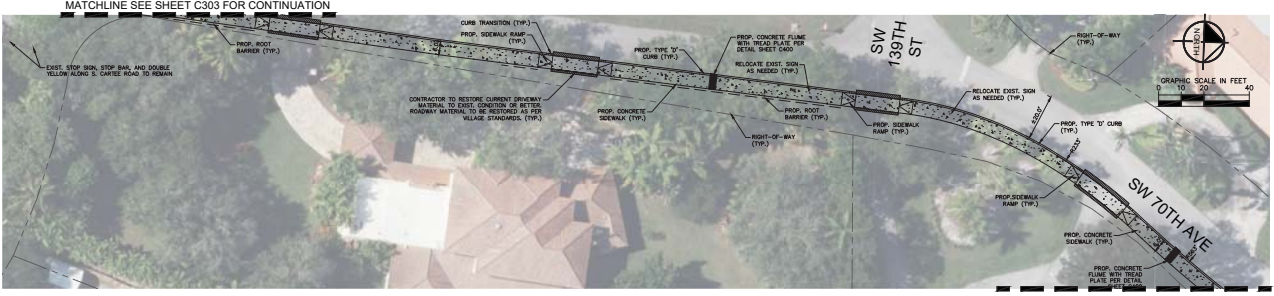 MATCHLINE SEE SHEET C303 FOR CONTINUATION
PROP. ROOT
BARRIER (TYP.)
EXIST. STOP SIGN, STOP BAR, AND DOUBLE
YELLOW ALONG S. CARTEE ROAD TO REMAIN
CURB TRANSITION (TYP.)
PROP. SIDEWALK RAMP
(TYP.)
CONTRACTOR TO RESTORE CURRENT DRIVEWAY
MATERIAL TO EXIST. CONDITION OR BETTER.
ROADWAY MATERIAL TO BE RESTORED AS PER
VILLAGE STANDARDS. (TYP.)
PROP. TYPE "D"
CURB (TYP.)
PROP. CONCRETE
SIDEWALK (TYP.)
PROP. CONCRETE FLUME
WITH TREAD PLATE PER
DETAIL SHEET C400
RELOCATE EXIST. SIGN
AS NEEDED (TYP.)
PROP. ROOT
BARRIER (TYP.)
RIGHT-OF-WAY
(TYP.)
PROP. SIDEWALK
RAMP (TYP.)
SW
139TH
ST
RELOCATE EXIST. SIGN
AS NEEDED (TYP.)
±20.0'
PROP. TYPE "D" CURB
(TYP.)
RIGHT-OF-WAY
(TYP.)
NORTH
GRAPHIC SCALE IN FEET
0 10 20 40
PROP.SIDEWALK
RAMP (TYP.)
SW 70TH AVE
PROP. CONCRETE
SIDEWALK (TYP.)
PROP. CONCRETE
FLUME WITH TREAD
PLATE PER DETAIL